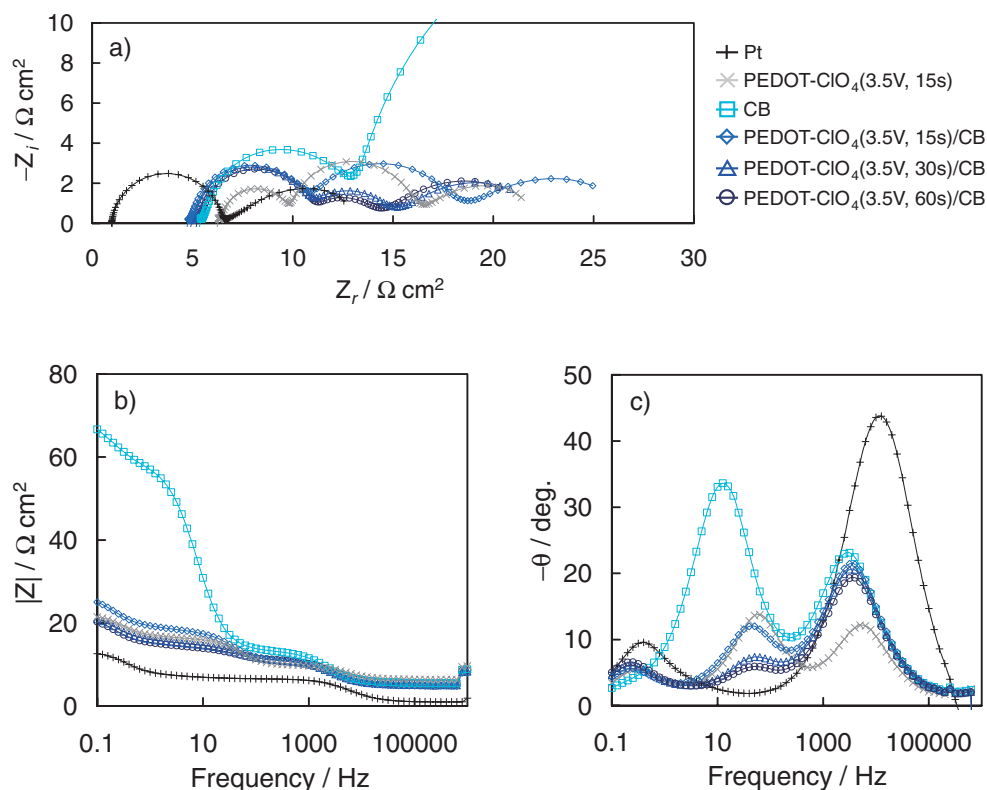 a)
10
8
6
4
2
0
–Z_i / Ω cm²
0 5 10 15 20 25 30
Z_r / Ω cm²
Pt
PEDOT-ClO₄(3.5V, 15s)
CB
PEDOT-ClO₄(3.5V, 15s)/CB
PEDOT-ClO₄(3.5V, 30s)/CB
PEDOT-ClO₄(3.5V, 60s)/CB
b)
80
60
40
20
0
|Z| / Ω cm²
0.1 10 1000 100000
Frequency / Hz
c)
50
40
30
20
10
0
–θ / deg.
0.1 10 1000 100000
Frequency / Hz